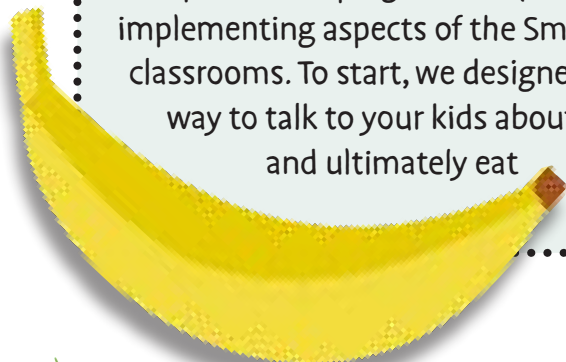 implementing aspects of the Sm
classrooms. To start, we designe
way to talk to your kids about
and ultimately eat